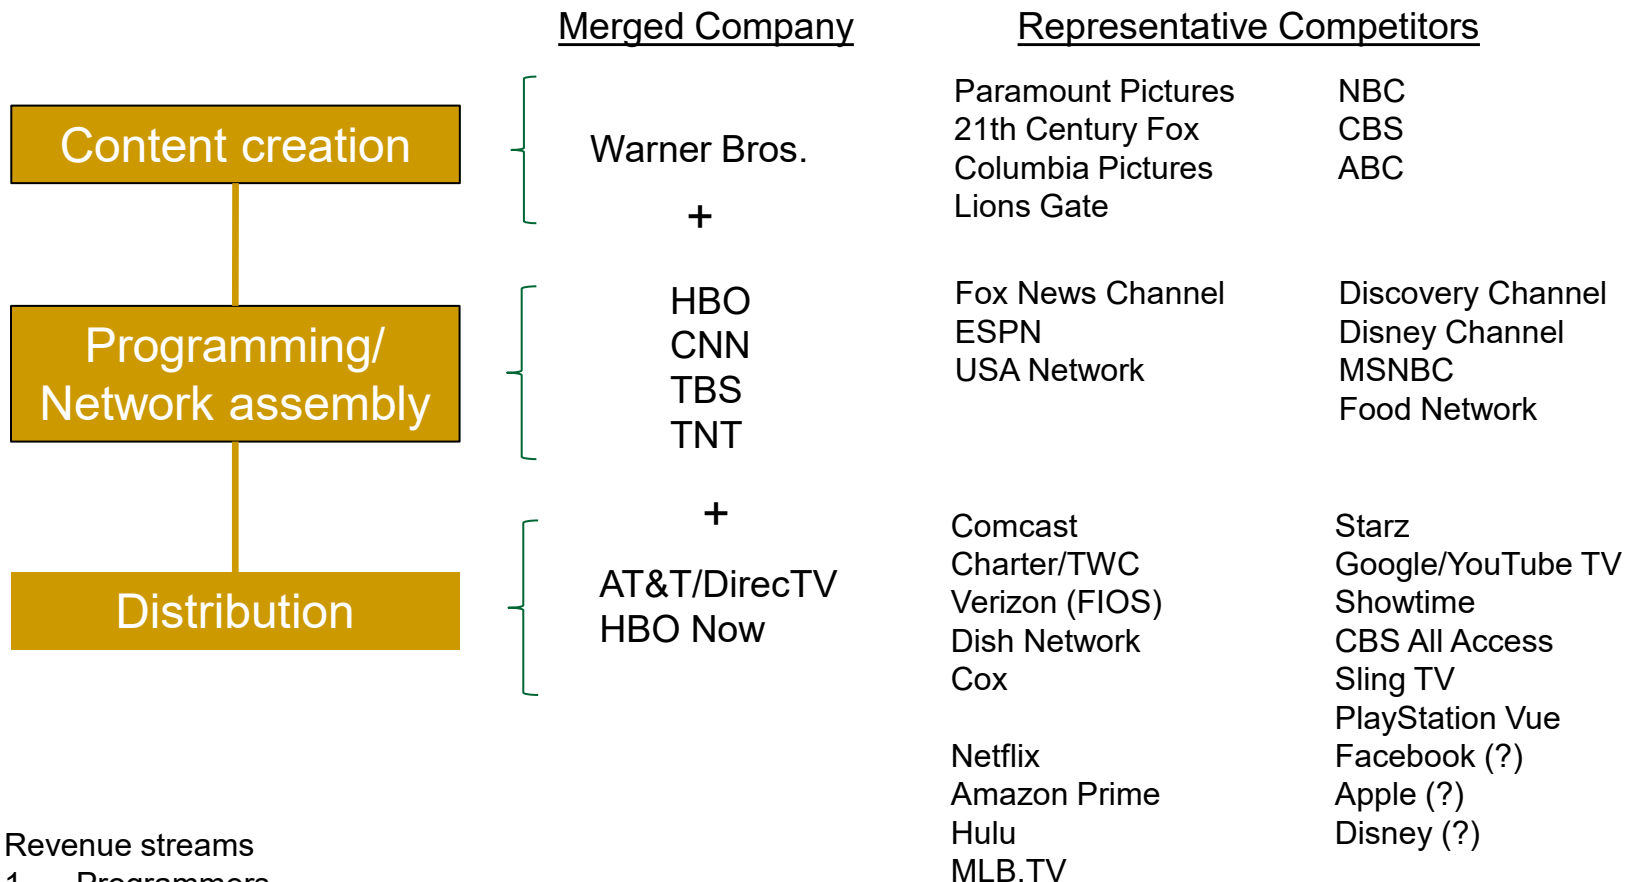 Merged Company
Representative Competitors
Content creation
Warner Bros.
+
Paramount Pictures
21th Century Fox
Columbia Pictures
Lions Gate
NBC
CBS
ABC
Programming/
Network assembly
HBO
CNN
TBS
TNT
+
Fox News Channel
ESPN
USA Network
Discovery Channel
Disney Channel
MSNBC
Food Network
Distribution
AT&T/DirecTV
HBO Now
Comcast
Charter/TWC
Verizon (FIOS)
Dish Network
Cox
Netflix
Amazon Prime
Hulu
MLB.TV
Starz
Google/YouTube TV
Showtime
CBS All Access
Sling TV
PlayStation Vue
Facebook (?)
Apple (?)
Disney (?)
Revenue streams
1 Programmers